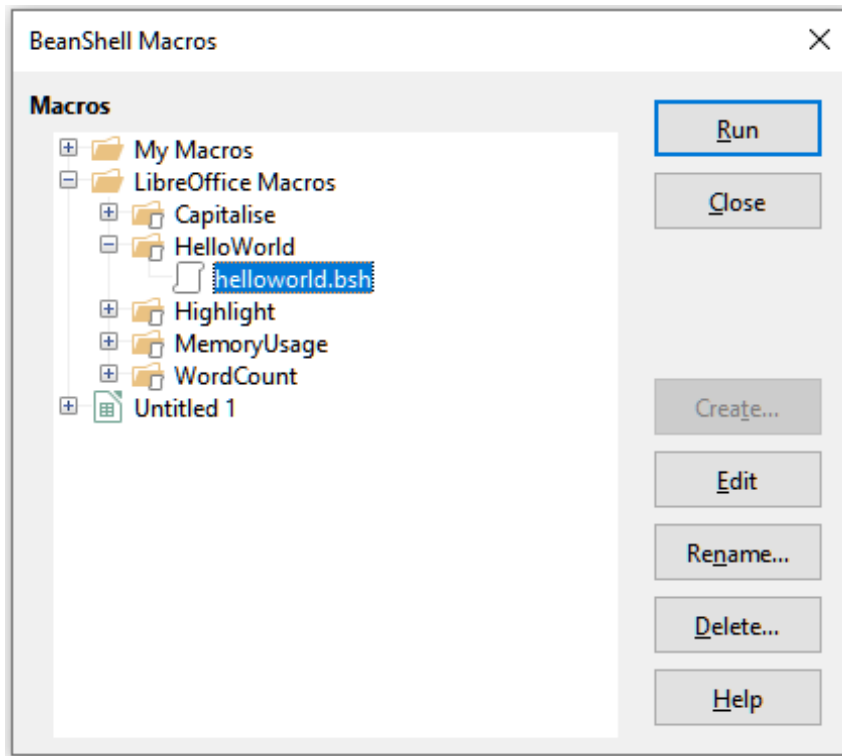 BeanShell Macros
Macros
My Macros
LibreOffice Macros
Capitalise
HelloWorld
helloworld.bsh
Highlight
MemoryUsage
WordCount
Untitled 1
Run
Close
Create...
Edit
Rename...
Delete...
Help